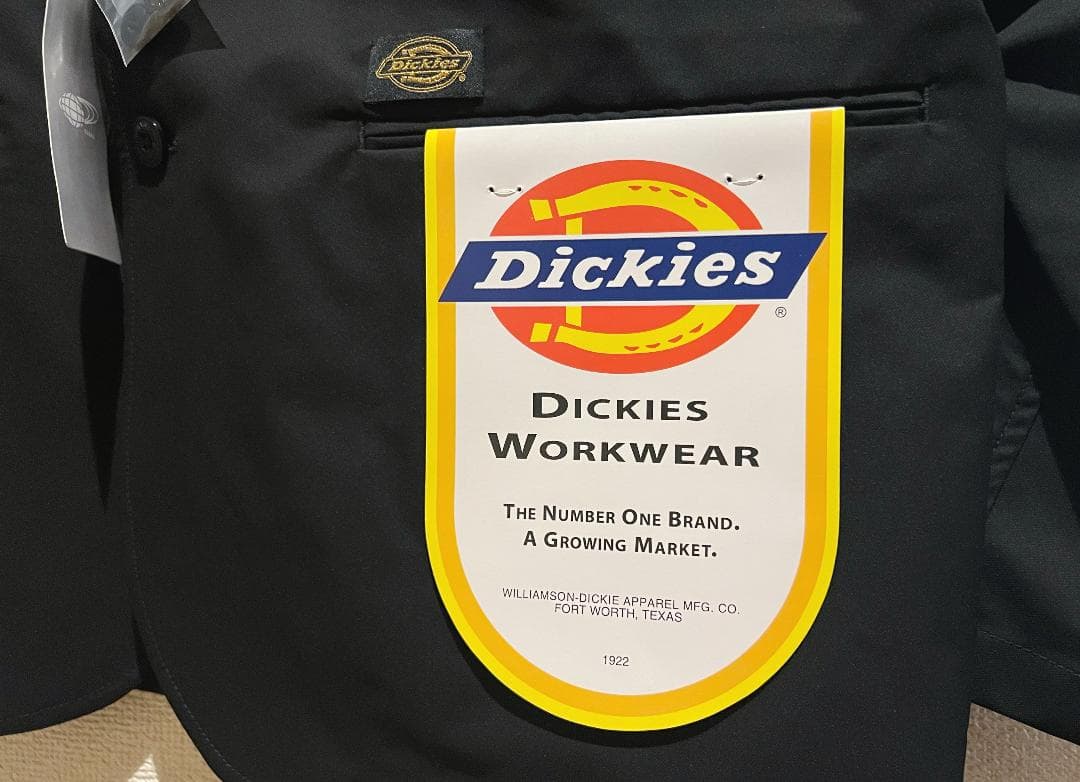 Dickies
Dickies
®
DICKIES
WORKWEAR
THE NUMBER ONE BRAND.
A GROWING MARKET.
WILLIAMSON-DICKIE APPAREL MFG. CO.
FORT WORTH, TEXAS
1922